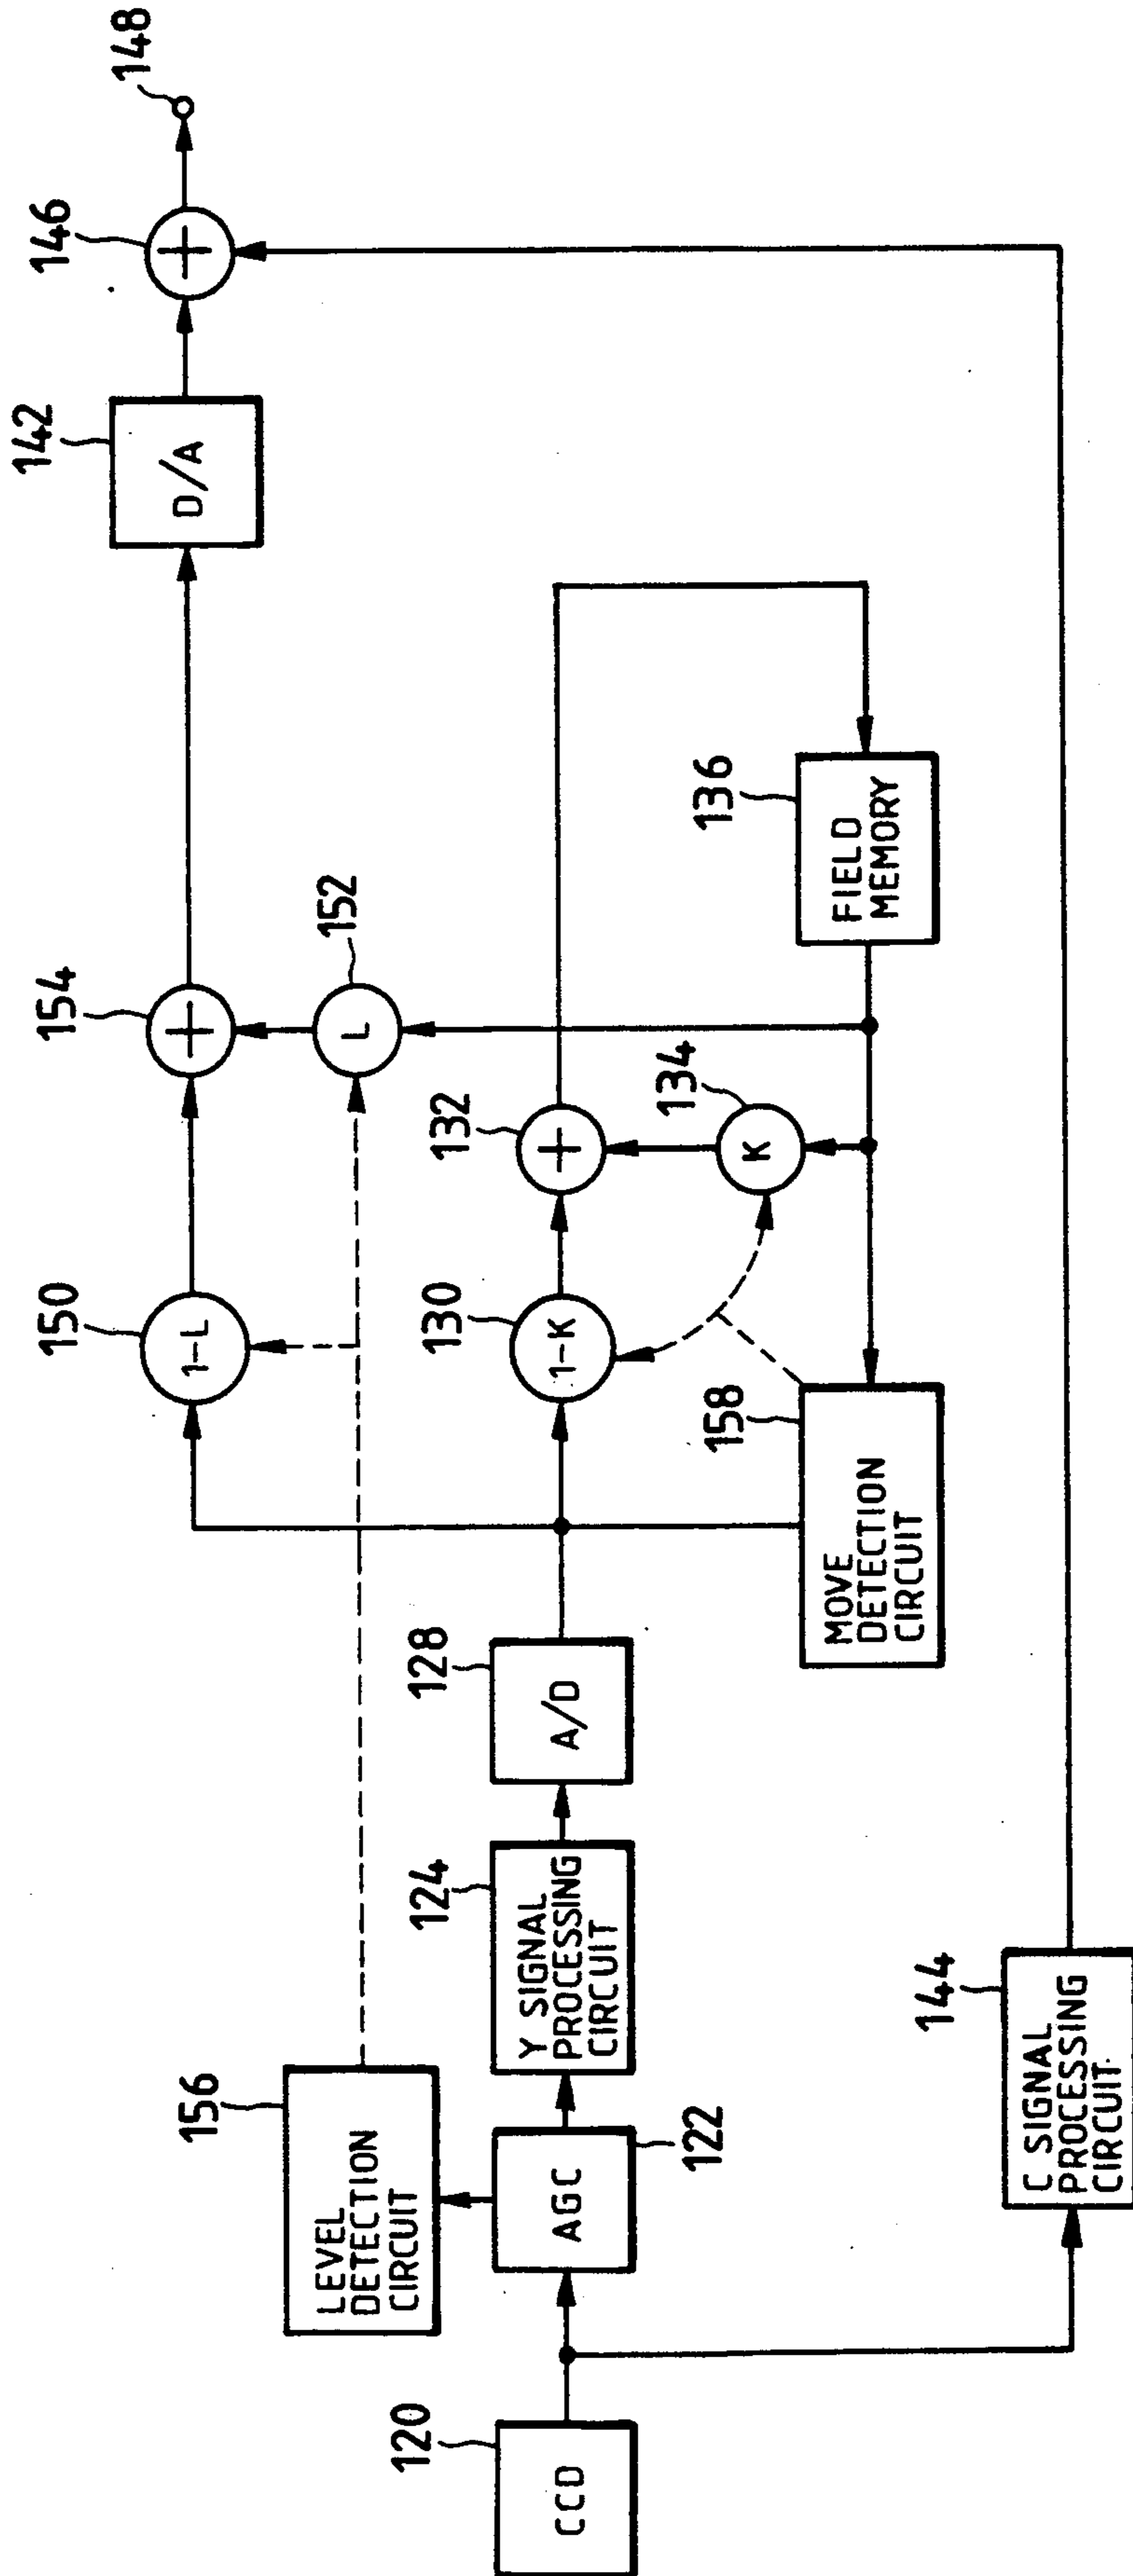 148
146
142
D/A
154
152
L
150
1-L
132
134
K
130
1-K
136
FIELD
MEMORY
158
MOVE
DETECTION
CIRCUIT
128
A/D
124
Y SIGNAL
PROCESSING
CIRCUIT
156
LEVEL
DETECTION
CIRCUIT
122
AGC
144
C SIGNAL
PROCESSING
CIRCUIT
120
CCD